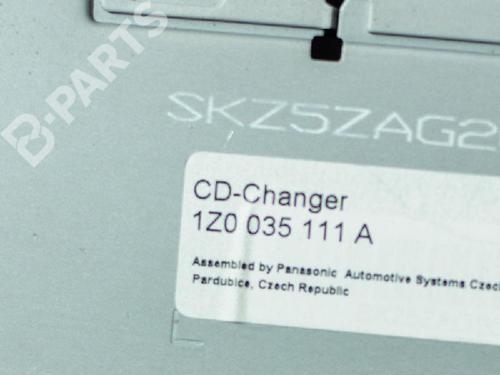 B-PARTS
SKZ5ZAG2
CD-Changer
1Z0 035 111 A
Assembled by Panasonic Automotive Systems Czech
Pardubice, Czech Republic